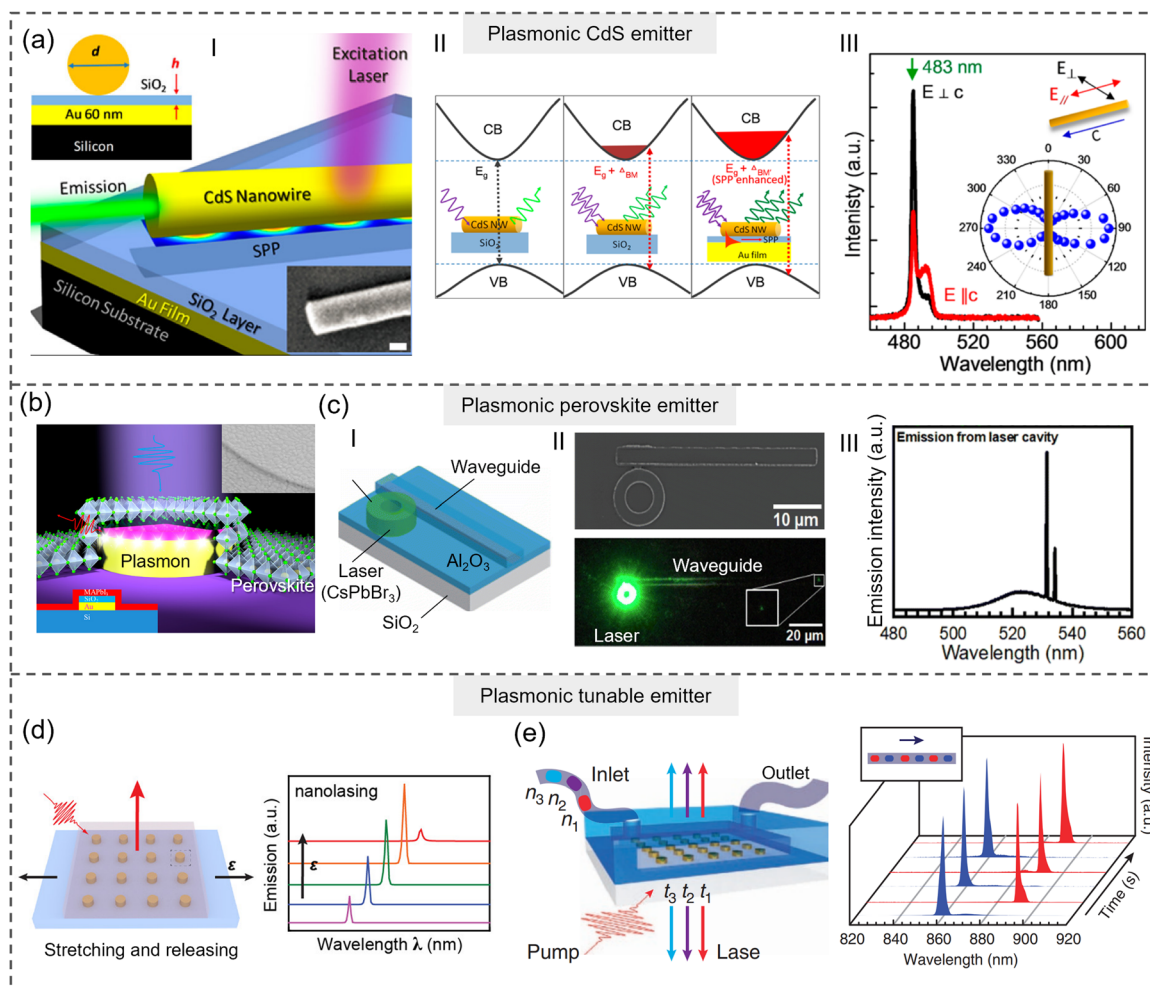 Plasmonic CdS emitter
(a)
I
d
h
SiO2
Au 60 nm
Silicon
Excitation
Laser
Emission
CdS Nanowire
SPP
SiO2 Layer
Au Film
Silicon Substrate
II
CB
CB
CB
Eg
Eg + △BM
Eg + △BM'
(SPP enhanced)
CdS NW
CdS NW
CdS NW
SiO2
SiO2
SPP
Au film
VB
VB
VB
III
483 nm
E ⊥ c
E⊥
E//
C
0
30
60
90
120
150
180
210
240
270
300
330
E ∥c
Intenisty (a.u.)
480 520 560 600
Wavelength (nm)
Plasmonic perovskite emitter
(b)
Plasmon
Perovskite
MAPbI3
SiO2
Au
Si
(c)
I
Waveguide
Laser
(CsPbBr3)
Al2O3
SiO2
II
10 µm
Waveguide
Laser
20 µm
III
Emission from laser cavity
Emission intensity (a.u.)
480 500 520 540 560
Wavelength (nm)
Plasmonic tunable emitter
(d)
ε
Stretching and releasing
nanolasing
ε
Emission (a.u.)
Wavelength λ (nm)
(e)
Inlet
Outlet
n3 n2
n1
t3 t2 t1
Pump
Lase
Intensity (a.u.)
Time (s)
820 840 860 880 900 920
Wavelength (nm)